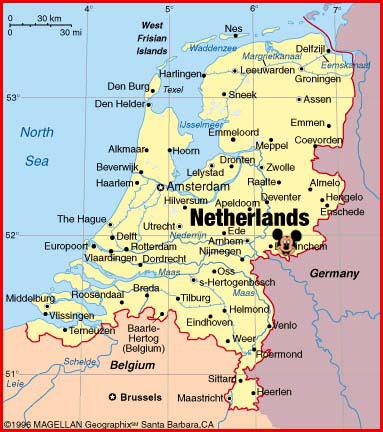 0
30 km
0
30 mi
4°
5°
6°
7°
West
Frisian
Islands
Nes
Waddenzee
Delfzijl
Margrietkanaal
Eemskanaal
Harlingen
Leeuwarden
Groningen
Den Burg
Texel
Sneek
Assen
53°
53°
Den Helder
IJsselmeer
Emmen
Emmeloord
Meppel
Coevorden
North
Sea
Alkmaar
Hoorn
Dronten
Zwolle
Beverwijk
Lelystad
Haarlem
Amsterdam
Raalte
Almelo
Hilversum
Apeldoorn
Deventer
Hengelo
Enschede
The Hague
Netherlands
Utrecht
Ede
52°
52°
Delft
Nederrijn
Arnhem
Europoort
Rotterdam
Nijmegen
Vlaardingen
Dordrecht
Maas
Maas
Germany
Oss
Middelburg
Roosendaal
Breda
s-Hertogenbosch
Tilburg
Vlissingen
Helmond
Eindhoven
Terneuzen
Baarle-
Hertog
(Belgium)
Venlo
Weert
Schelde
Roermond
Belgium
51°
51°
Sittard
Brussels
Maastricht
Heerlen
©1996 MAGELLAN Geographix℠ Santa Barbara,CA